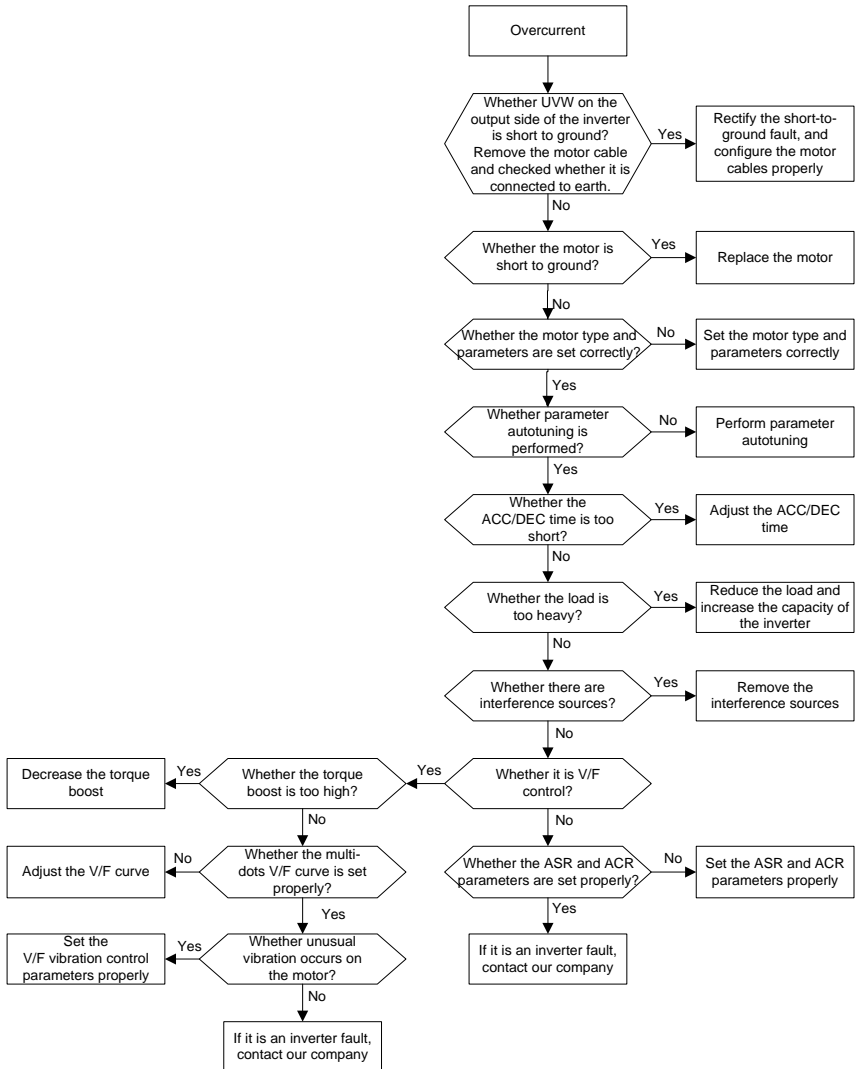 Overcurrent
Whether UVW on the
output side of the inverter
is short to ground?
Remove the motor cable
and checked whether it is
connected to earth.
Yes
Rectify the short-to-
ground fault, and
configure the motor
cables properly
No
Whether the motor is
short to ground?
Yes
Replace the motor
No
Whether the motor type and
parameters are set correctly?
No
Set the motor type and
parameters correctly
Yes
Whether parameter
autotuning is
performed?
No
Perform parameter
autotuning
Yes
Whether the
ACC/DEC time is too
short?
Yes
Adjust the ACC/DEC
time
No
Whether the load is
too heavy?
Yes
Reduce the load and
increase the capacity of
the inverter
No
Whether there are
interference sources?
Yes
Remove the
interference sources
No
Decrease the torque
boost
Yes
Whether the torque
boost is too high?
Yes
Whether it is V/F
control?
No
No
Adjust the V/F curve
No
Whether the multi-
dots V/F curve is set
properly?
Whether the ASR and ACR
parameters are set properly?
No
Set the ASR and ACR
parameters properly
Yes
Yes
Set the
V/F vibration control
parameters properly
Yes
Whether unusual
vibration occurs on
the motor?
If it is an inverter fault,
contact our company
No
If it is an inverter fault,
contact our company